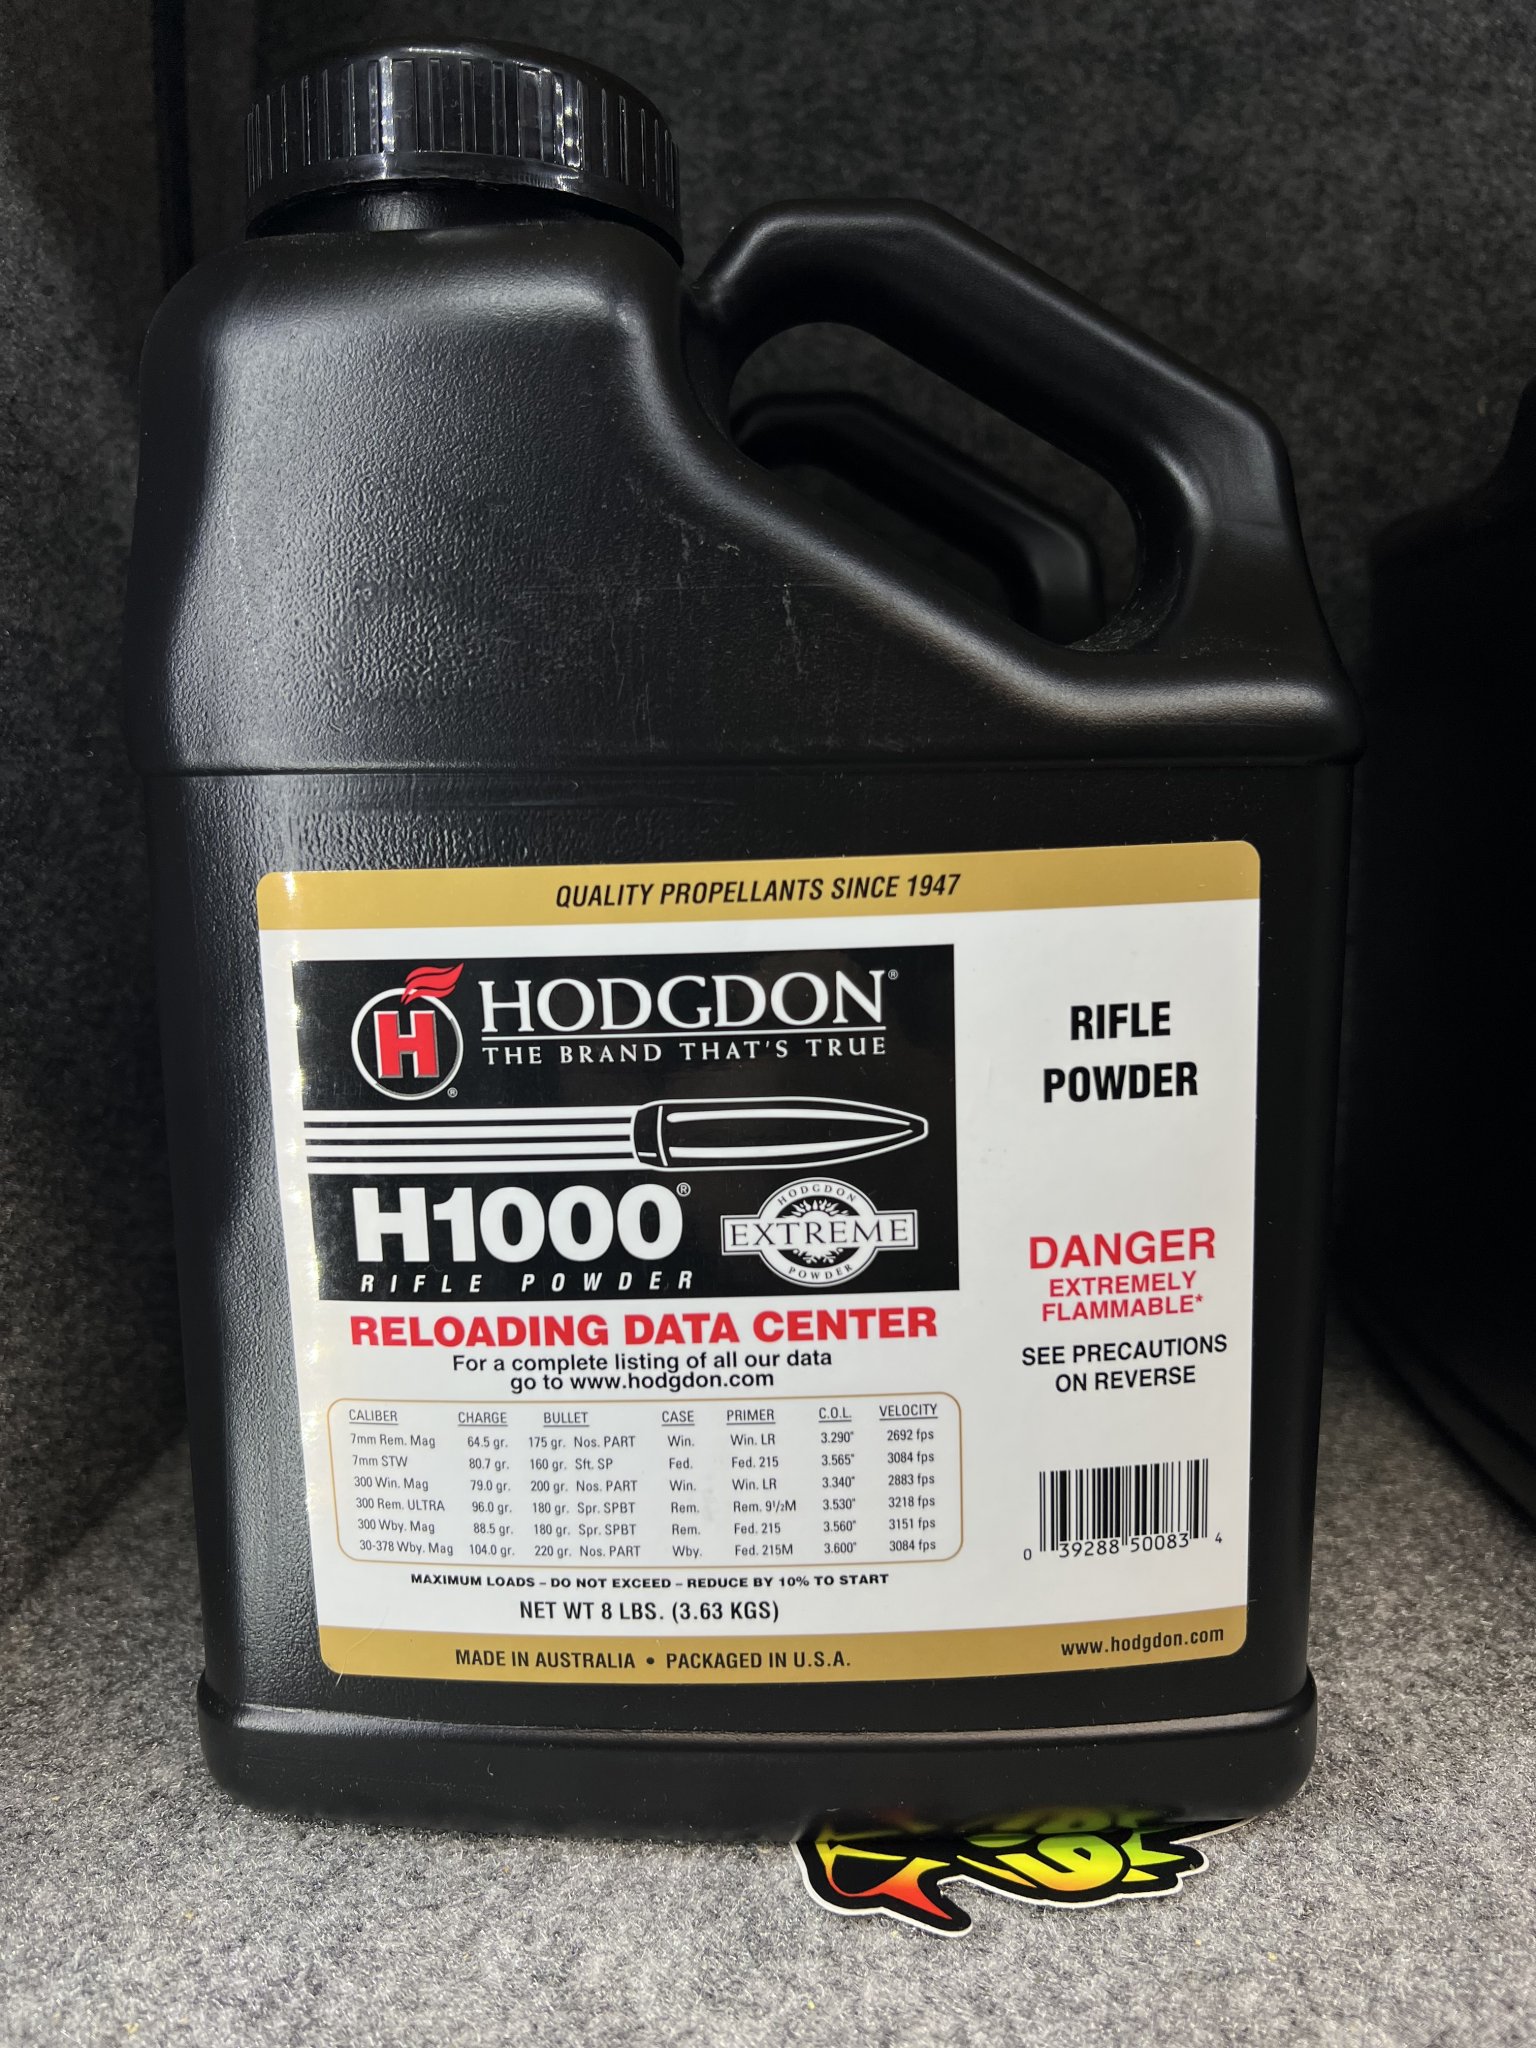 QUALITY PROPELLANTS SINCE 1947
H
®
HODGDON®
THE BRAND THAT'S TRUE
H1000®
RIFLE POWDER
HODGDON
EXTREME
POWDER
RIFLE
POWDER
DANGER
EXTREMELY
FLAMMABLE*
SEE PRECAUTIONS
ON REVERSE
RELOADING DATA CENTER
For a complete listing of all our data
go to www.hodgdon.com
CALIBER CHARGE BULLET CASE PRIMER C.O.L. VELOCITY
7mm Rem. Mag 64.5 gr. 175 gr. Nos. PART Win. Win. LR 3.290" 2692 fps
7mm STW 80.7 gr. 160 gr. Sft. SP Fed. Fed. 215 3.565" 3084 fps
300 Win. Mag 79.0 gr. 200 gr. Nos. PART Win. Win. LR 3.340" 2883 fps
300 Rem. ULTRA 96.0 gr. 180 gr. Spr. SPBT Rem. Rem. 9½M 3.530" 3218 fps
300 Wby. Mag 88.5 gr. 180 gr. Spr. SPBT Rem. Fed. 215 3.560" 3151 fps
30-378 Wby. Mag 104.0 gr. 220 gr. Nos. PART Wby. Fed. 215M 3.600" 3084 fps
MAXIMUM LOADS – DO NOT EXCEED – REDUCE BY 10% TO START
NET WT 8 LBS. (3.63 KGS)
0 39288 50083 4
MADE IN AUSTRALIA • PACKAGED IN U.S.A.
www.hodgdon.com